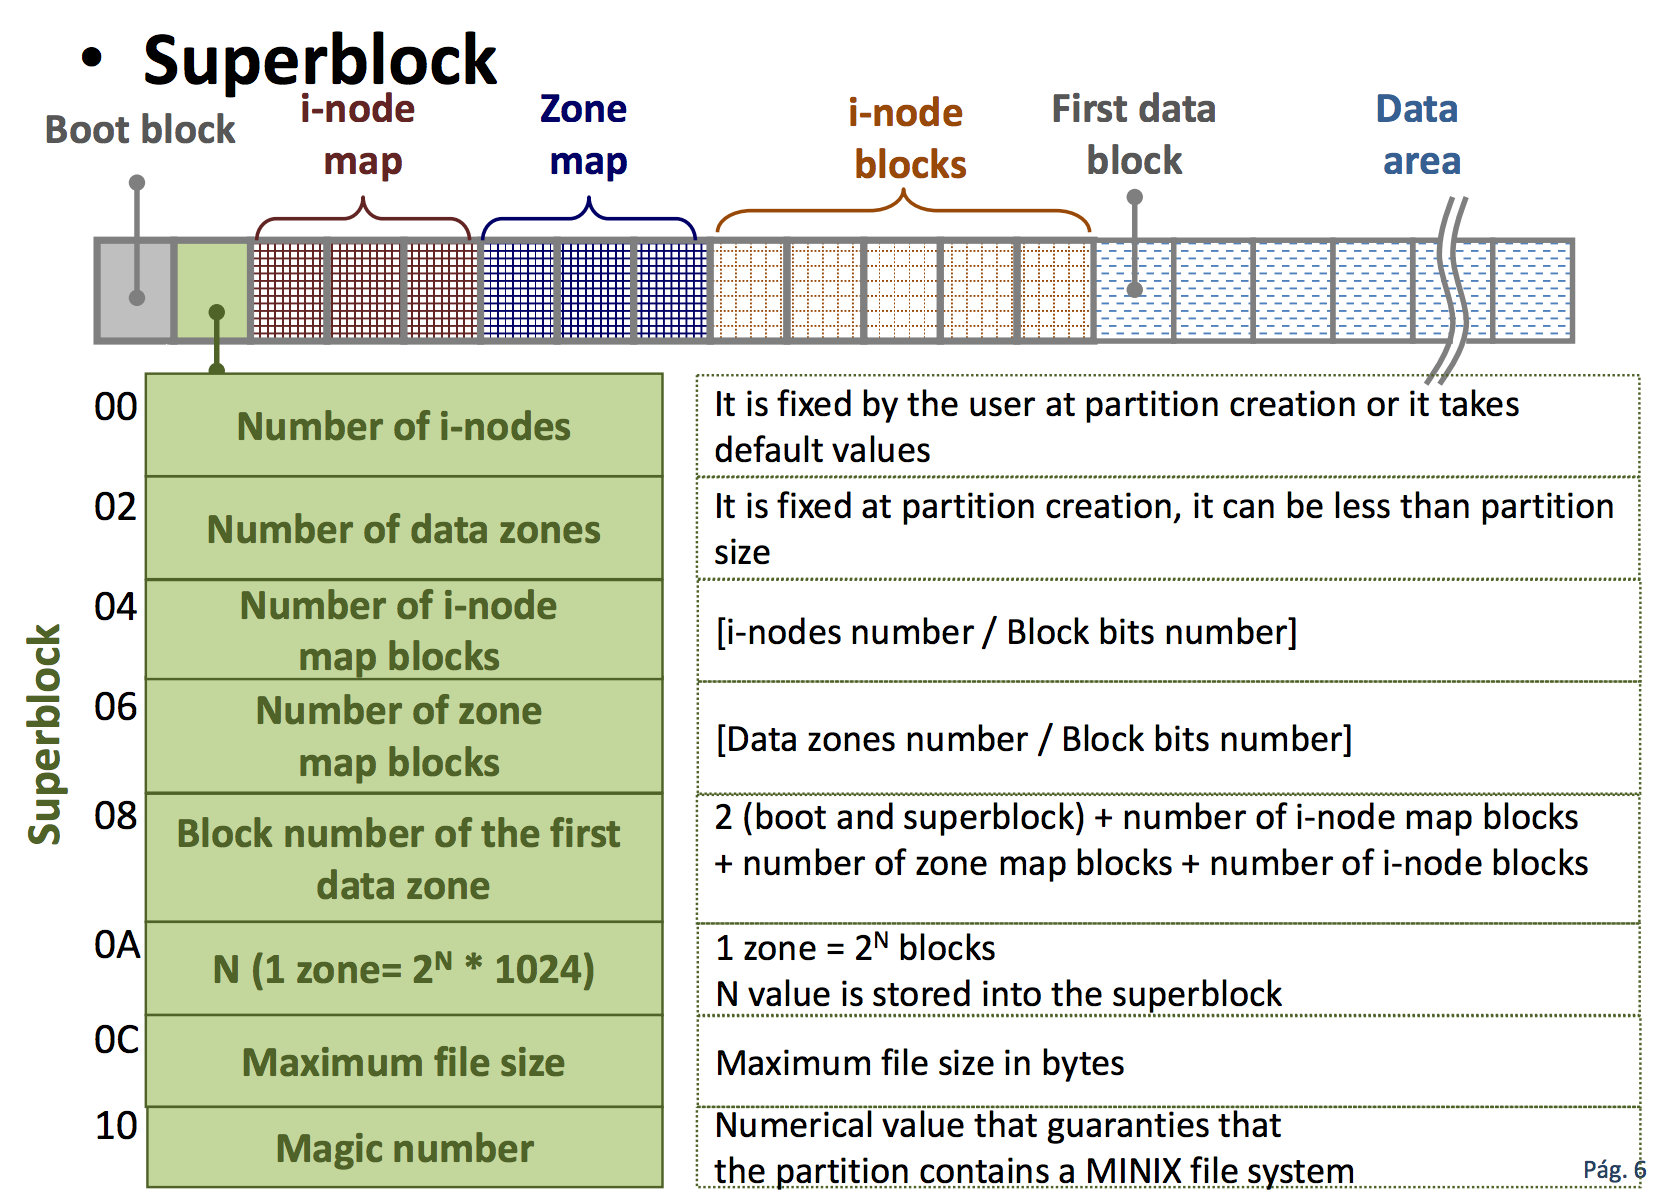 • Superblock
Boot block
i-node
map
Zone
map
i-node
blocks
First data
block
Data
area
Superblock
00
Number of i-nodes
It is fixed by the user at partition creation or it takes
default values
02
Number of data zones
It is fixed at partition creation, it can be less than partition
size
04
Number of i-node
map blocks
[i-nodes number / Block bits number]
06
Number of zone
map blocks
[Data zones number / Block bits number]
08
Block number of the first
data zone
2 (boot and superblock) + number of i-node map blocks
+ number of zone map blocks + number of i-node blocks
0A
N (1 zone= 2ᴺ * 1024)
1 zone = 2ᴺ blocks
N value is stored into the superblock
0C
Maximum file size
Maximum file size in bytes
10
Magic number
Numerical value that guaranties that
the partition contains a MINIX file system
Pág. 6